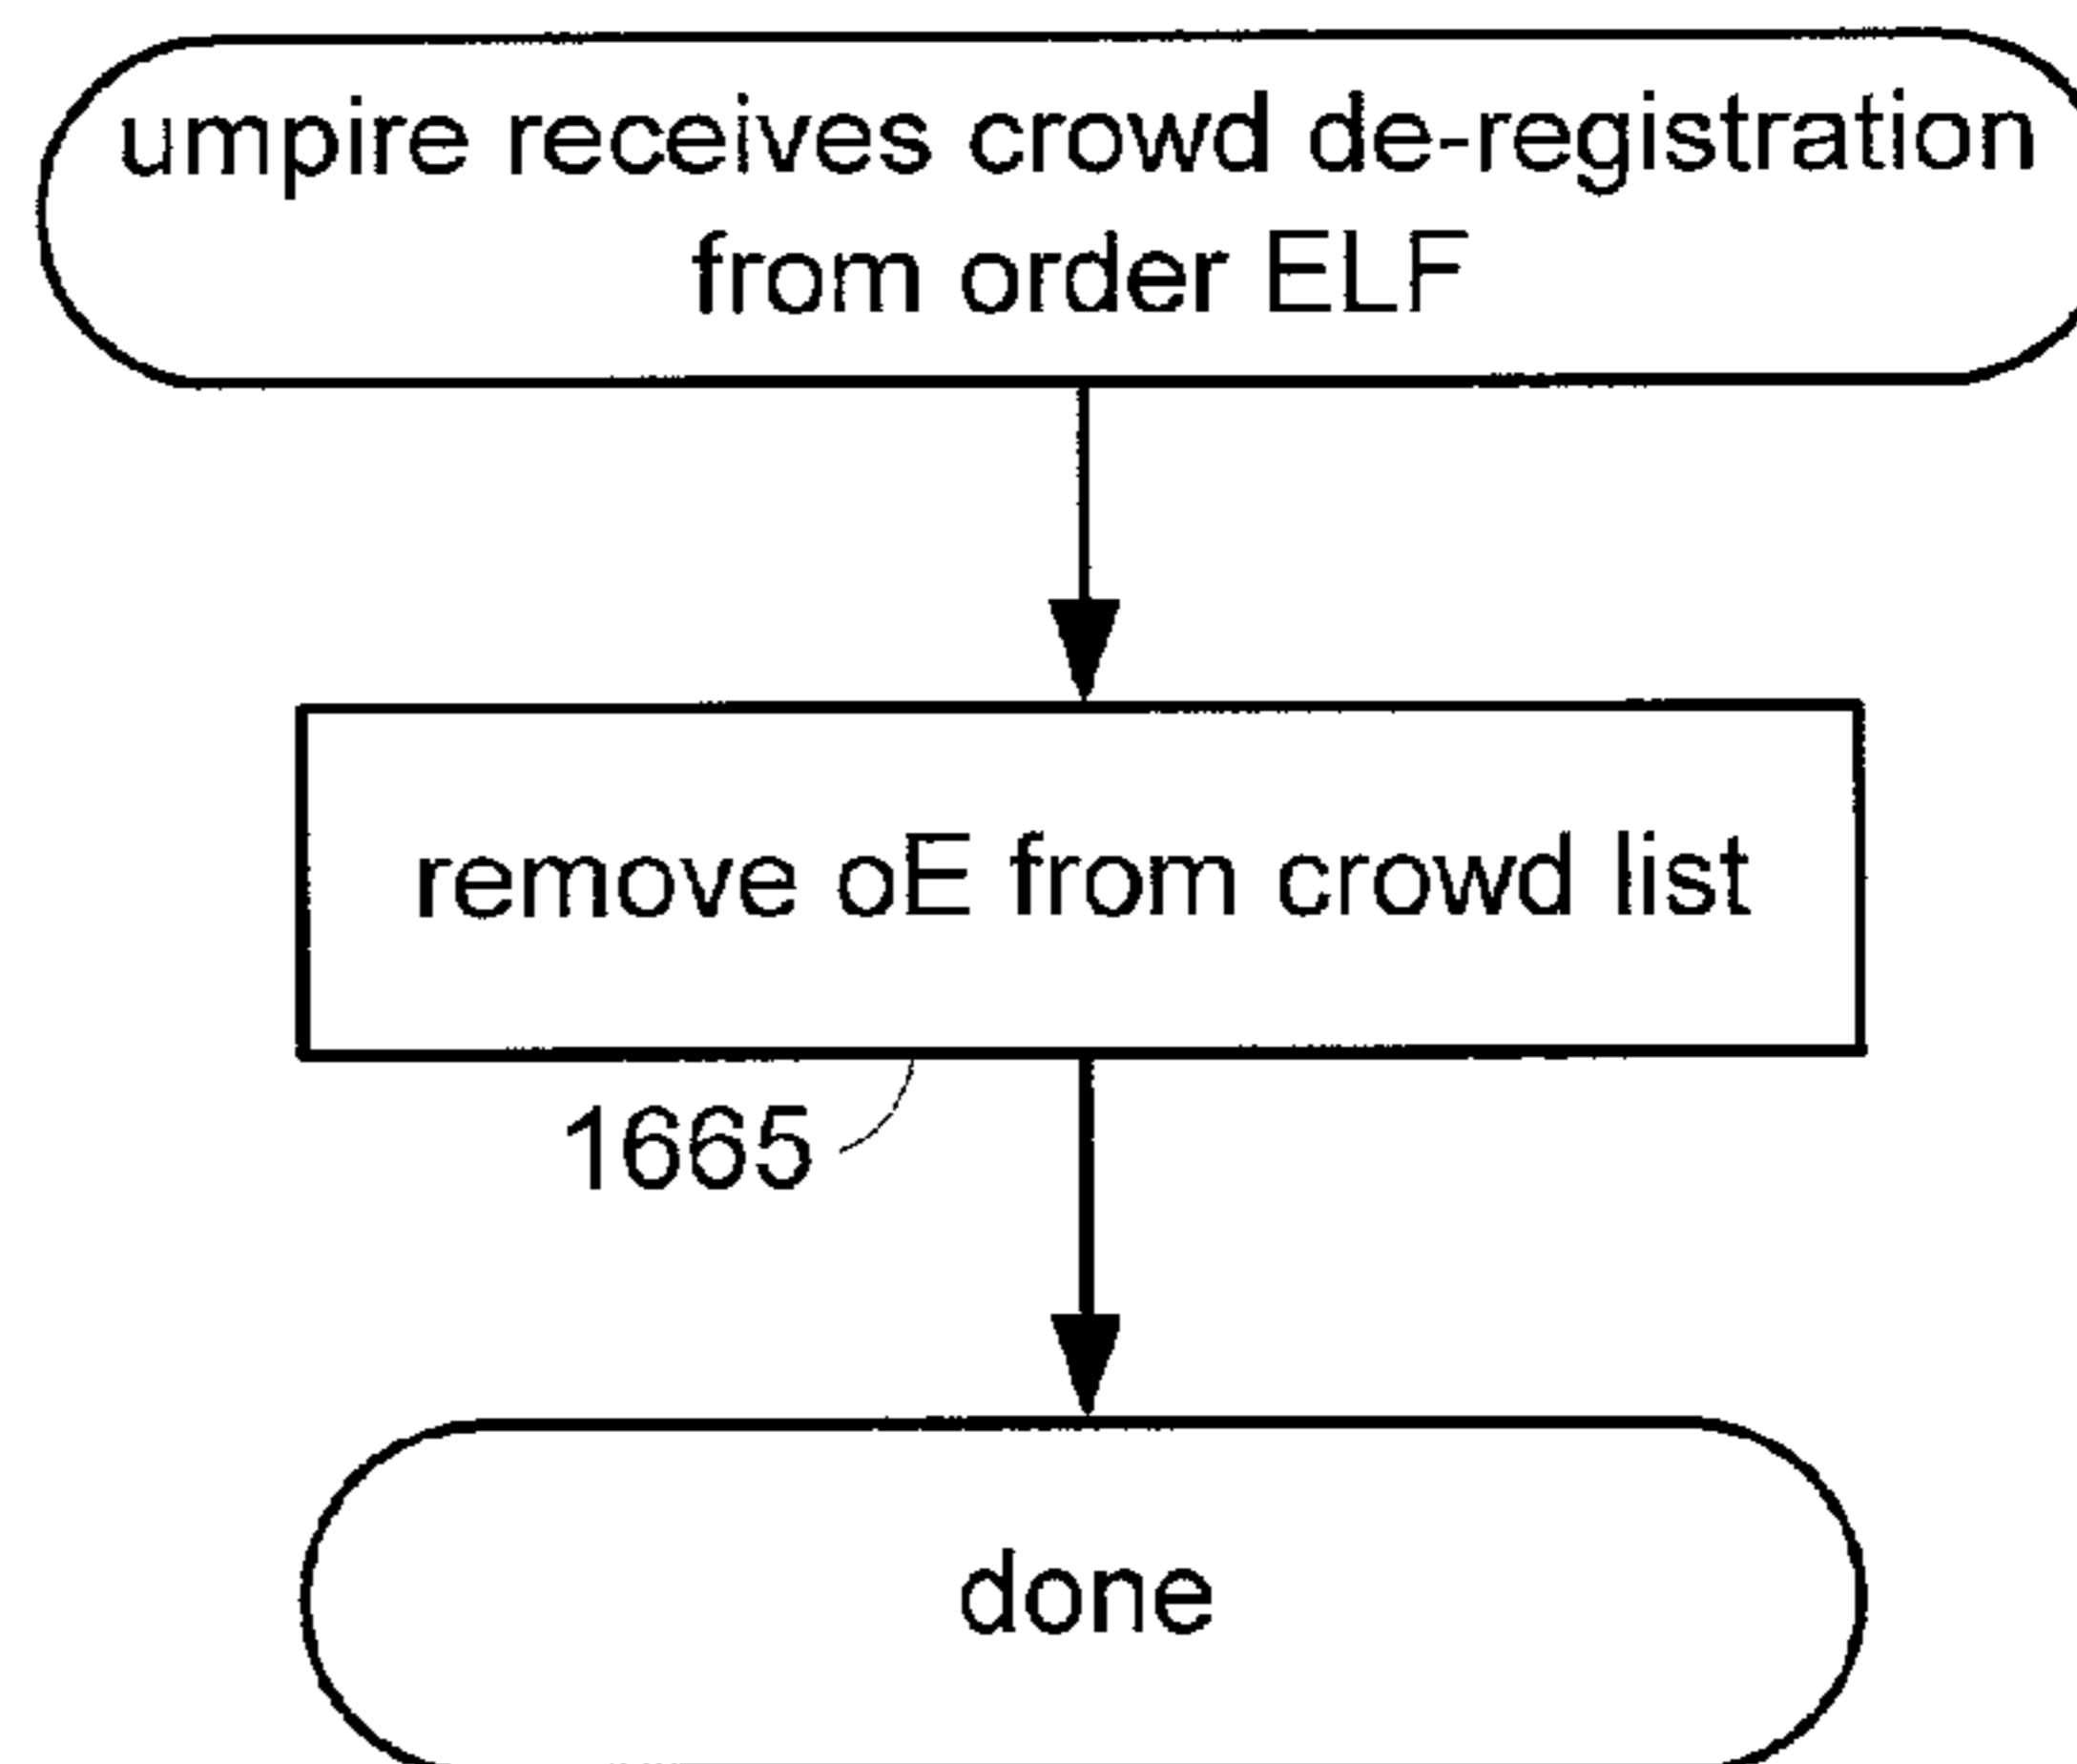 umpire receives crowd de-registration
from order ELF
remove oE from crowd list
1665
done